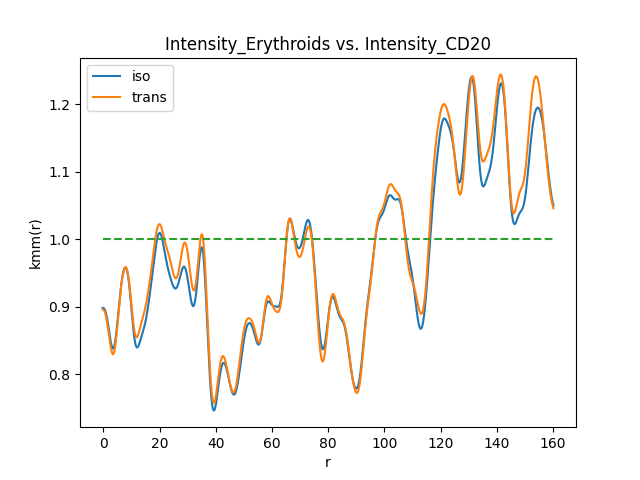 Intensity_Erythroids vs. Intensity_CD20
iso
trans
kmm(r)
1.2
1.1
1.0
0.9
0.8
0 20 40 60 80 100 120 140 160
r